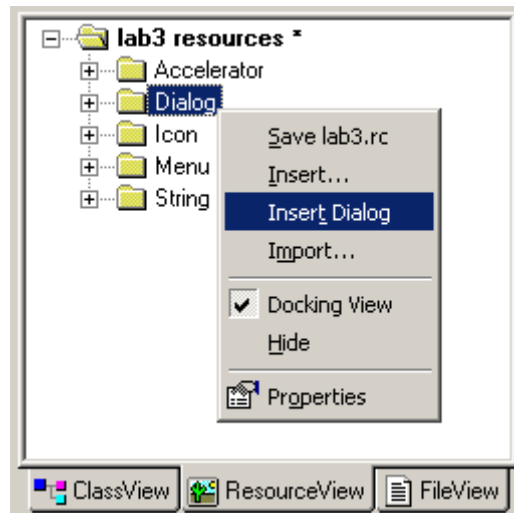 lab3 resources *
Accelerator
Dialog
Icon
Menu
String
Save lab3.rc
Insert...
Insert Dialog
Import...
Docking View
Hide
Properties
ClassView ResourceView FileView